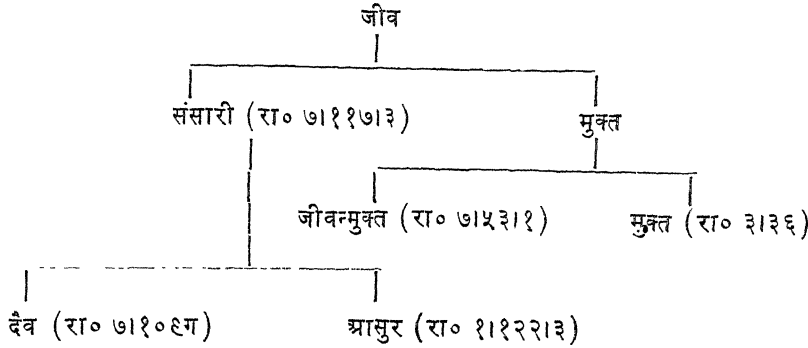 जीव
संसारी (रा० ७।११७।३) मुक्त
जीवन्मुक्त (रा० ७।५३।१) मुक्त (रा० ३।३६)
दैव (रा० ७।१०९ग) आसुर (रा० १।१२२।३)